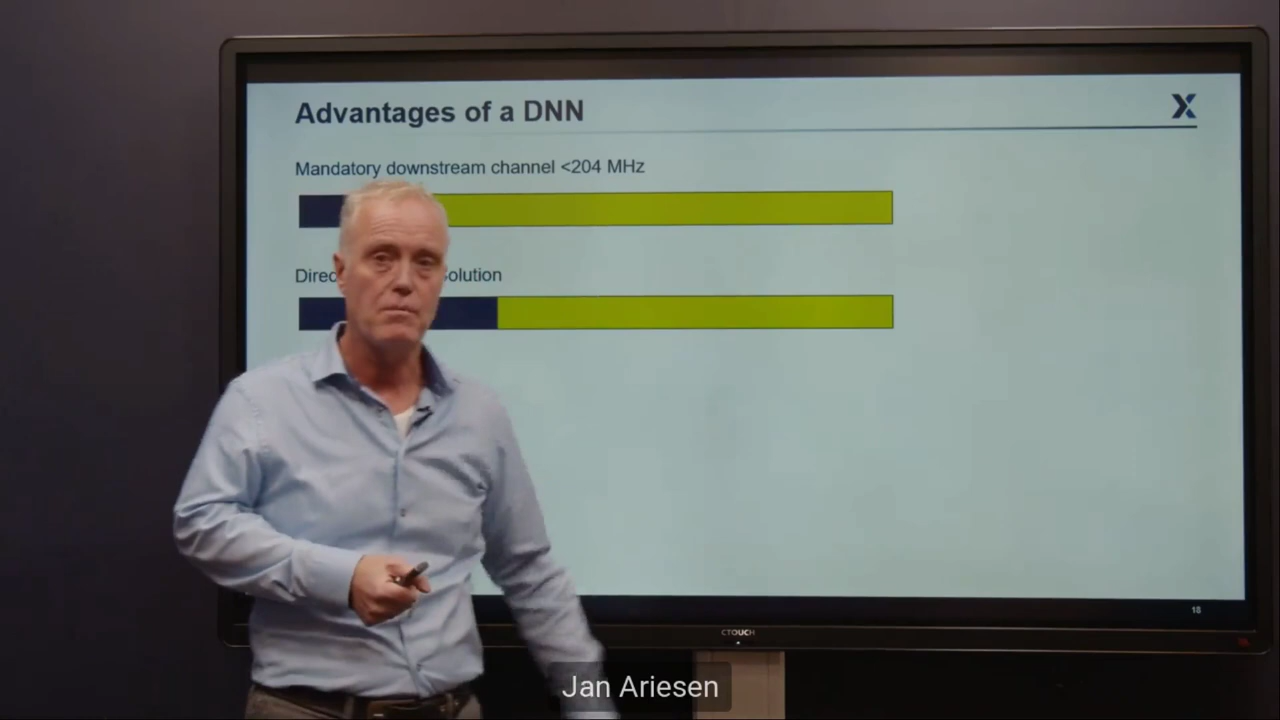 Advantages of a DNN
Mandatory downstream channel <204 MHz
Direc olution
18
CTOUCH
Jan Ariesen